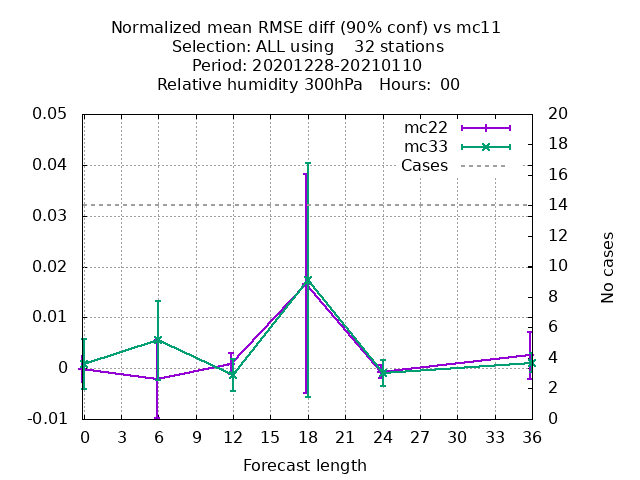 Normalized mean RMSE diff (90% conf) vs mc11
Selection: ALL using    32 stations
Period: 20201228-20210110
Relative humidity 300hPa   Hours:  00
0.05
0.04
0.03
0.02
0.01
0
-0.01
mc22
mc33
Cases
20
18
16
14
12
10
8
6
4
2
0
No cases
0 3 6 9 12 15 18 21 24 27 30 33 36
Forecast length